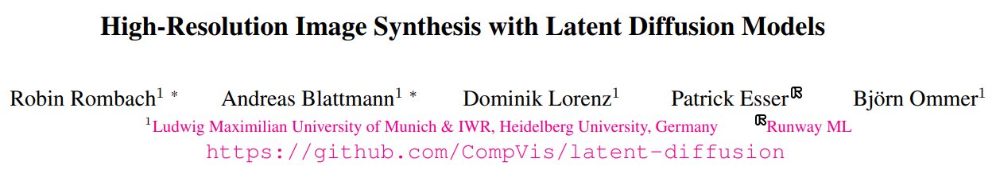 High-Resolution Image Synthesis with Latent Diffusion Models
Robin Rombach¹ * Andreas Blattmann¹ * Dominik Lorenz¹ Patrick Esser Björn Ommer¹
¹Ludwig Maximilian University of Munich & IWR, Heidelberg University, Germany Runway ML
https://github.com/CompVis/latent-diffusion